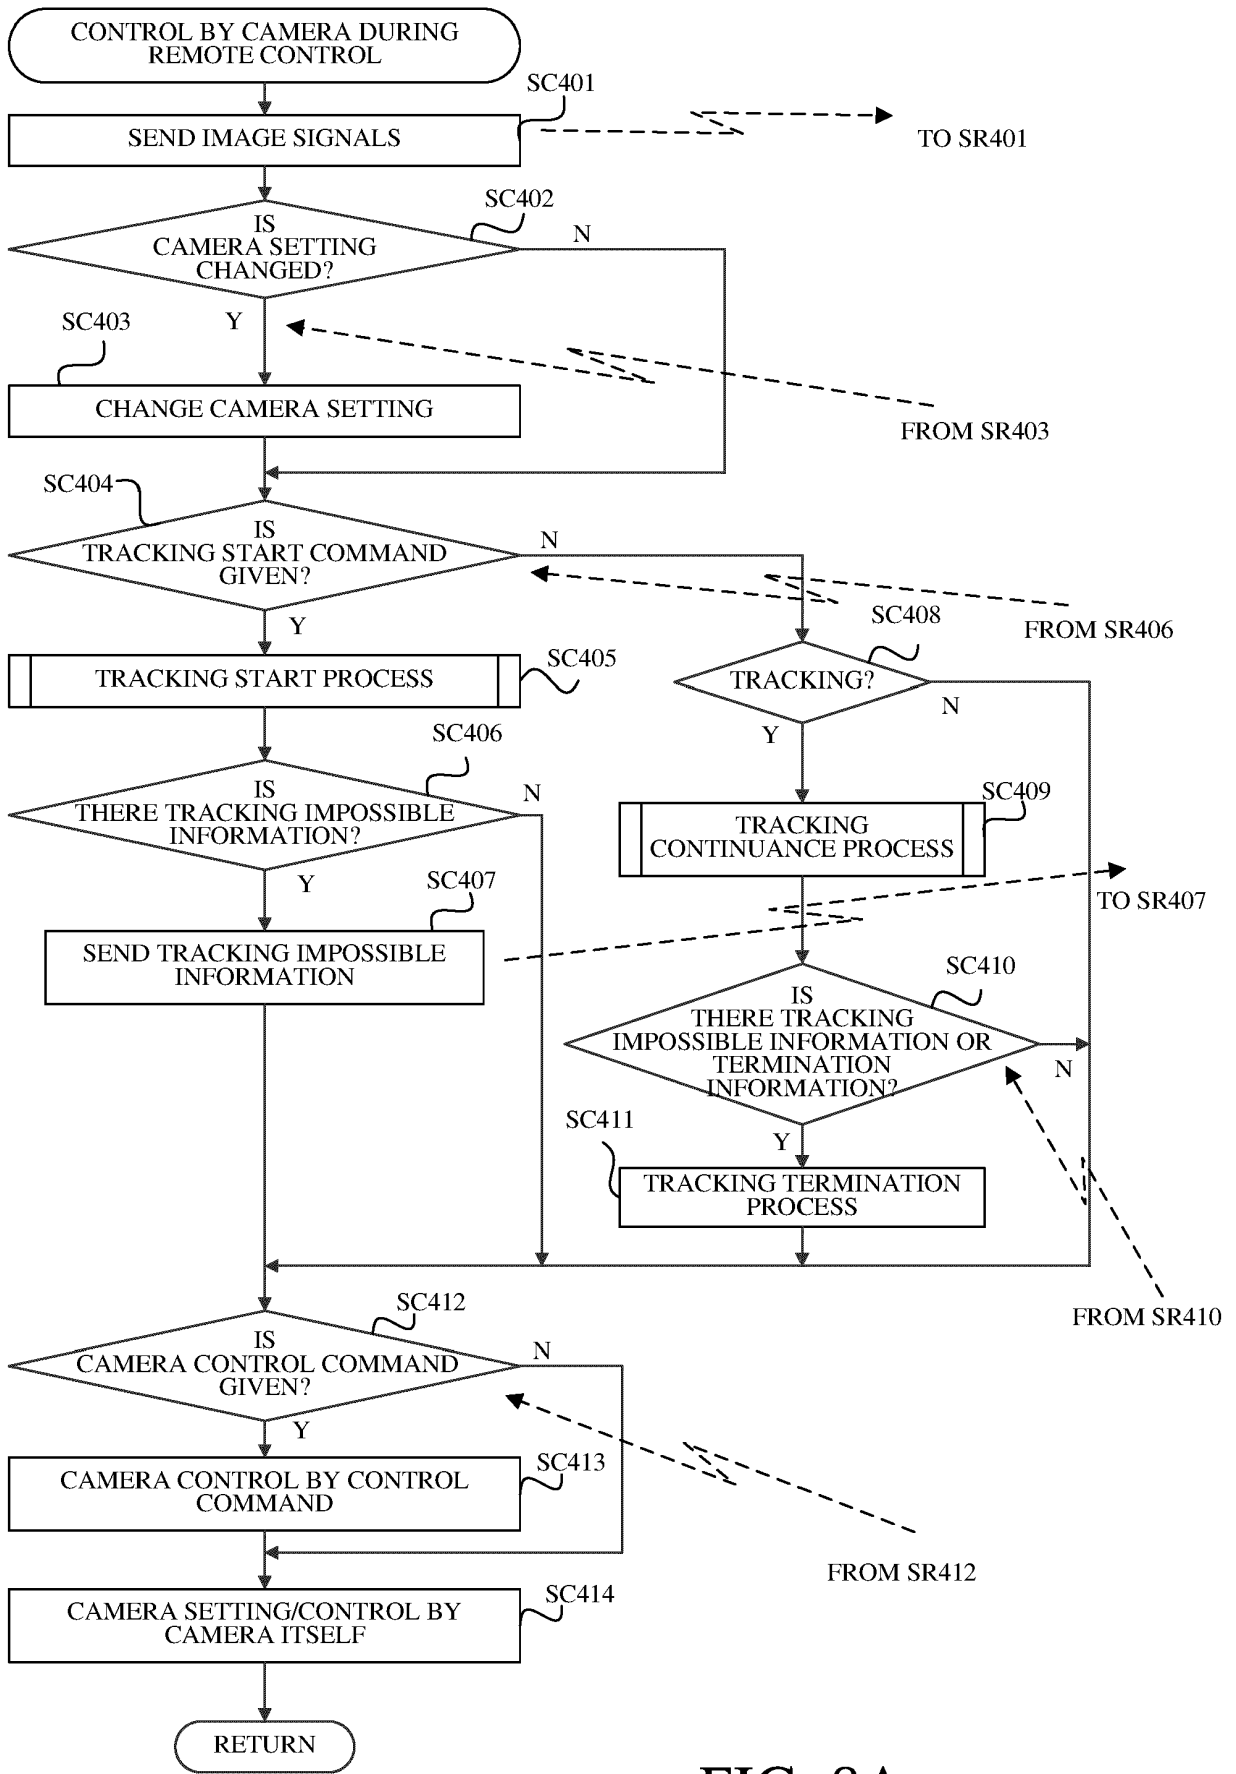 CONTROL BY CAMERA DURING
REMOTE CONTROL
SC401
SEND IMAGE SIGNALS
TO SR401
SC402
IS
CAMERA SETTING
CHANGED?
N
Y
SC403
CHANGE CAMERA SETTING
FROM SR403
SC404
IS
TRACKING START COMMAND
GIVEN?
N
Y
FROM SR406
SC408
TRACKING START PROCESS
SC405
TRACKING?
N
Y
SC406
IS
THERE TRACKING IMPOSSIBLE
INFORMATION?
N
Y
SC409
TRACKING
CONTINUANCE PROCESS
SC407
TO SR407
SEND TRACKING IMPOSSIBLE
INFORMATION
SC410
IS
THERE TRACKING
IMPOSSIBLE INFORMATION OR
TERMINATION
INFORMATION?
N
Y
SC411
TRACKING TERMINATION
PROCESS
FROM SR410
SC412
IS
CAMERA CONTROL COMMAND
GIVEN?
N
Y
CAMERA CONTROL BY CONTROL
COMMAND
SC413
FROM SR412
SC414
CAMERA SETTING/CONTROL BY
CAMERA ITSELF
RETURN